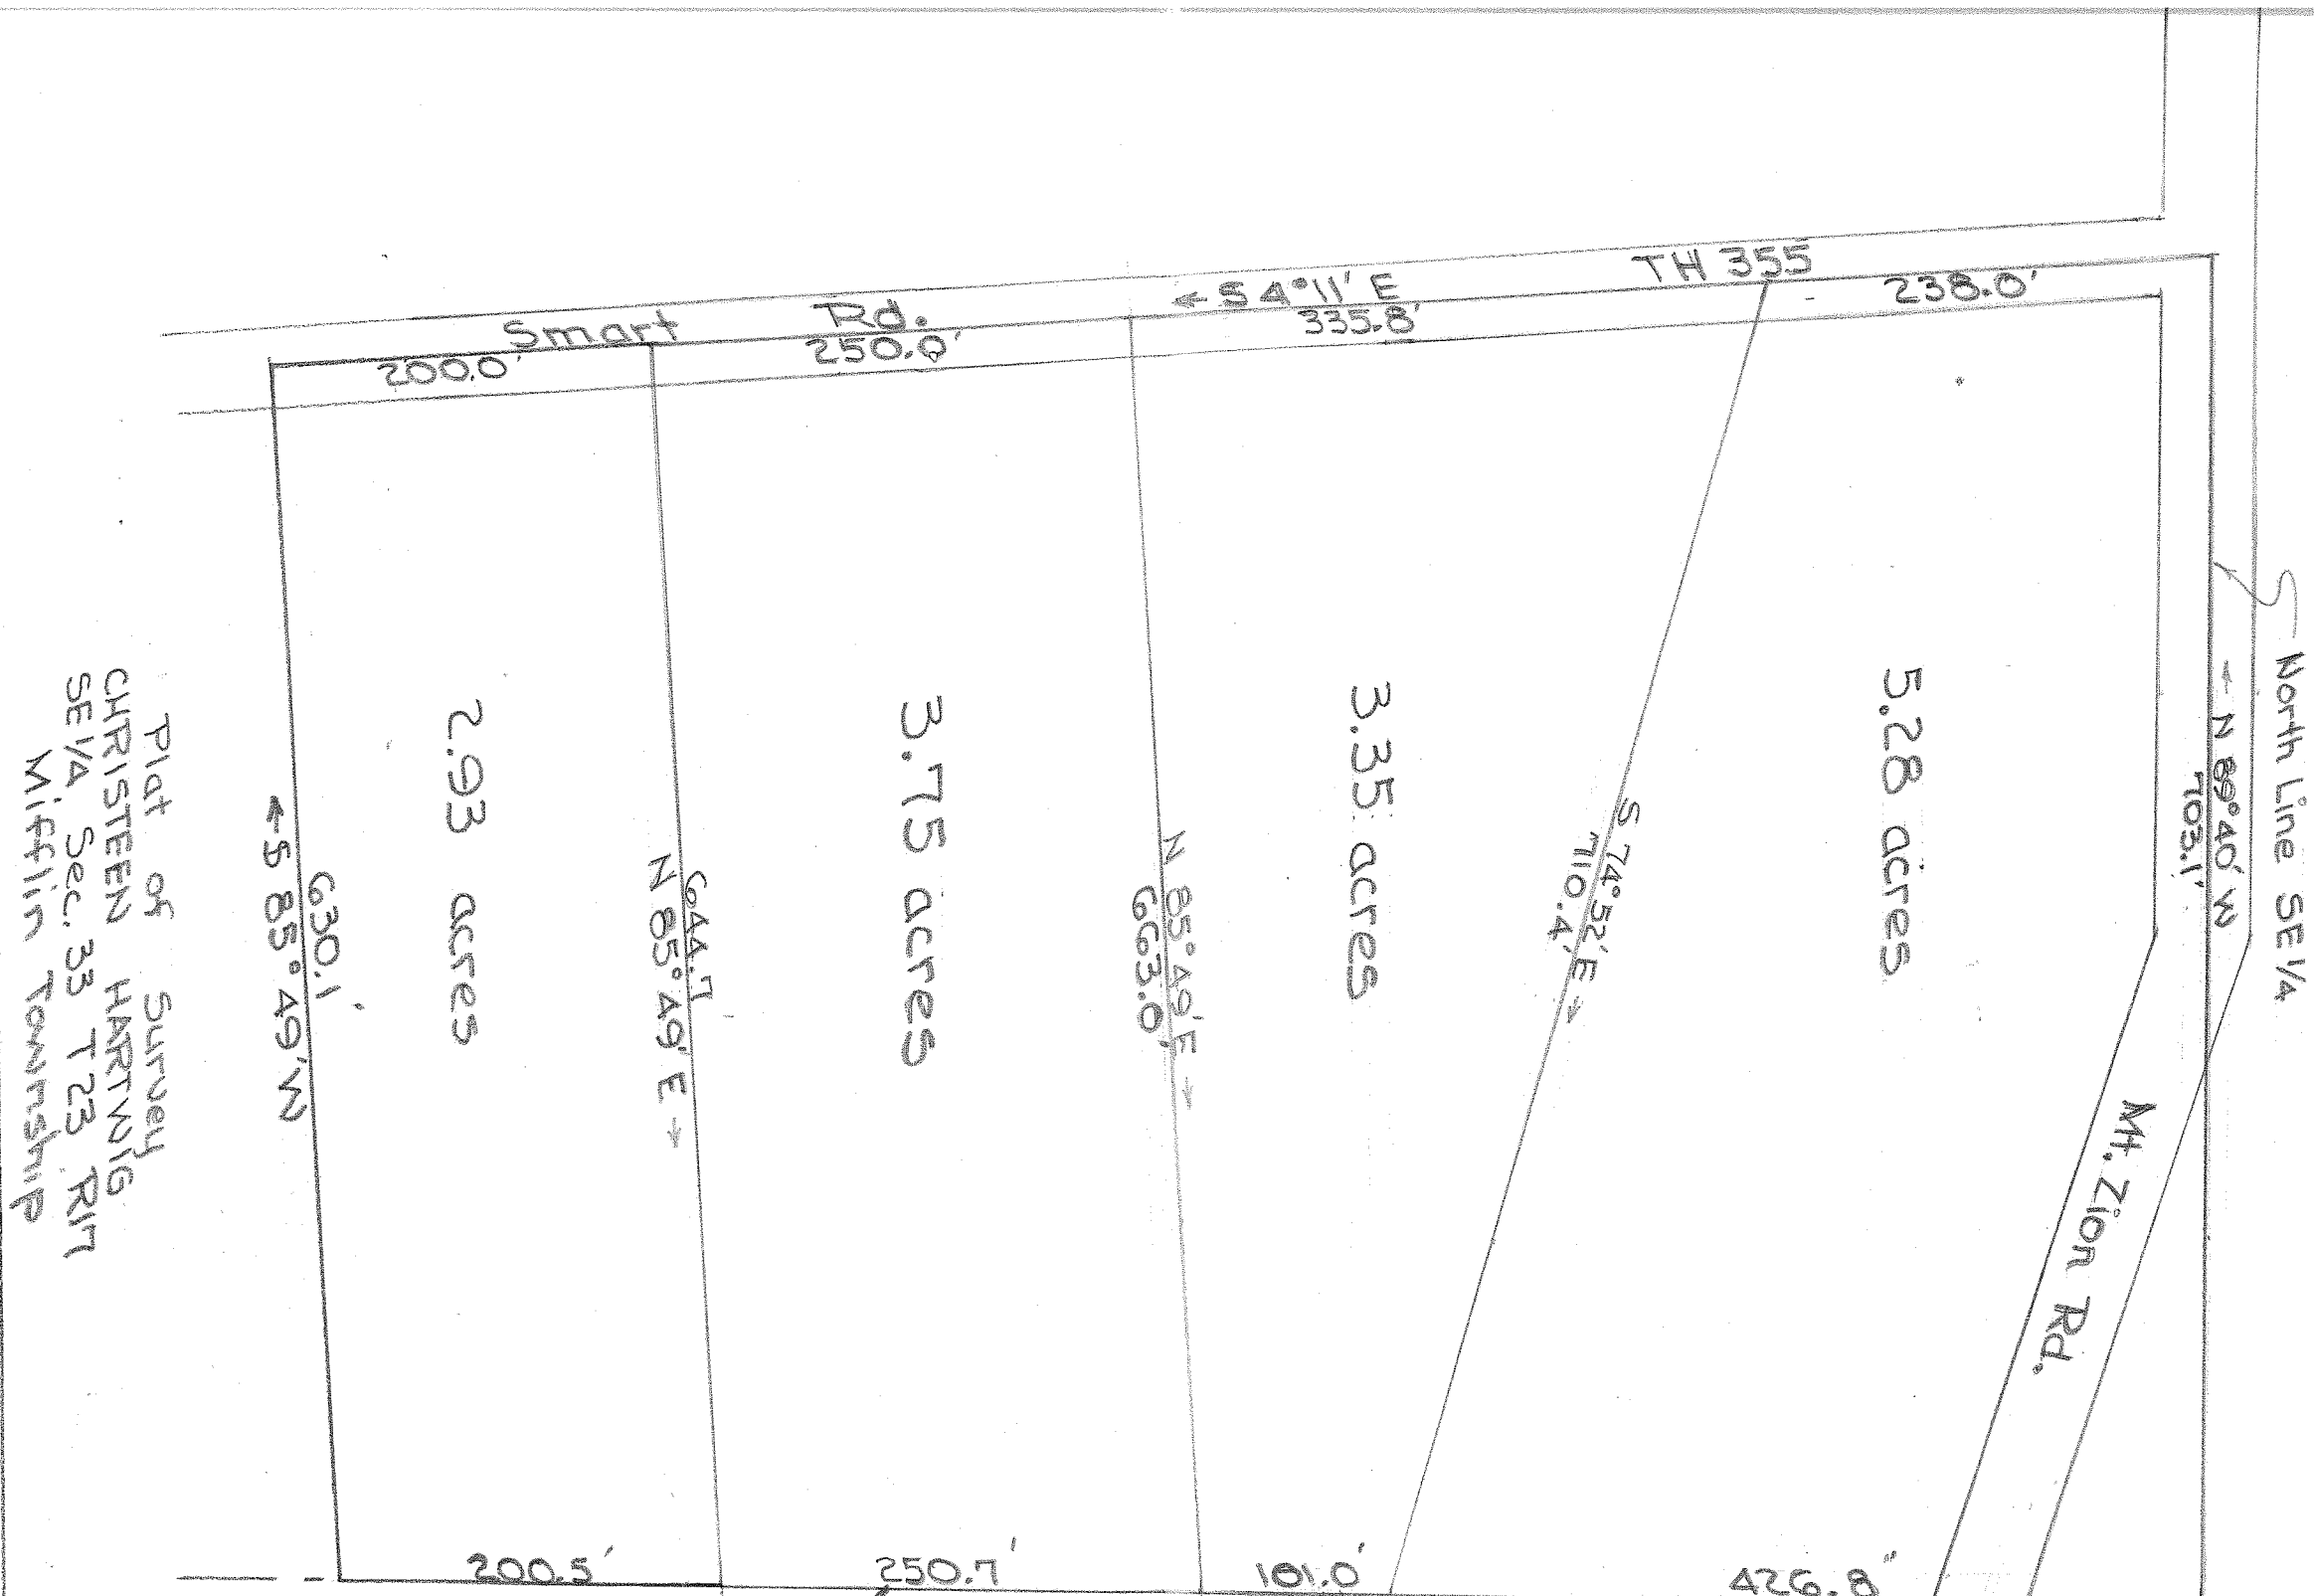 TH 355
238.0'
← S 4° 11' E
335.8'
Smart Rd.
250.0'
200.0'
North Line SE 1/4
← N 89° 40' W
703.1'
5.28 acres
S 74° 52' E →
710.4'
3.35 acres
N 85° 49' E →
663.0'
3.75 acres
644.7
N 85° 49' E →
2.93 acres
630.1'
← S 85° 49' W
Mt. Zion Rd.
Plat of Survey
CHRISTEEN HARTWIG
SE 1/4 Sec. 33 T 23 R17
Mifflin Township
200.5'
250.7'
101.0'
426.8'